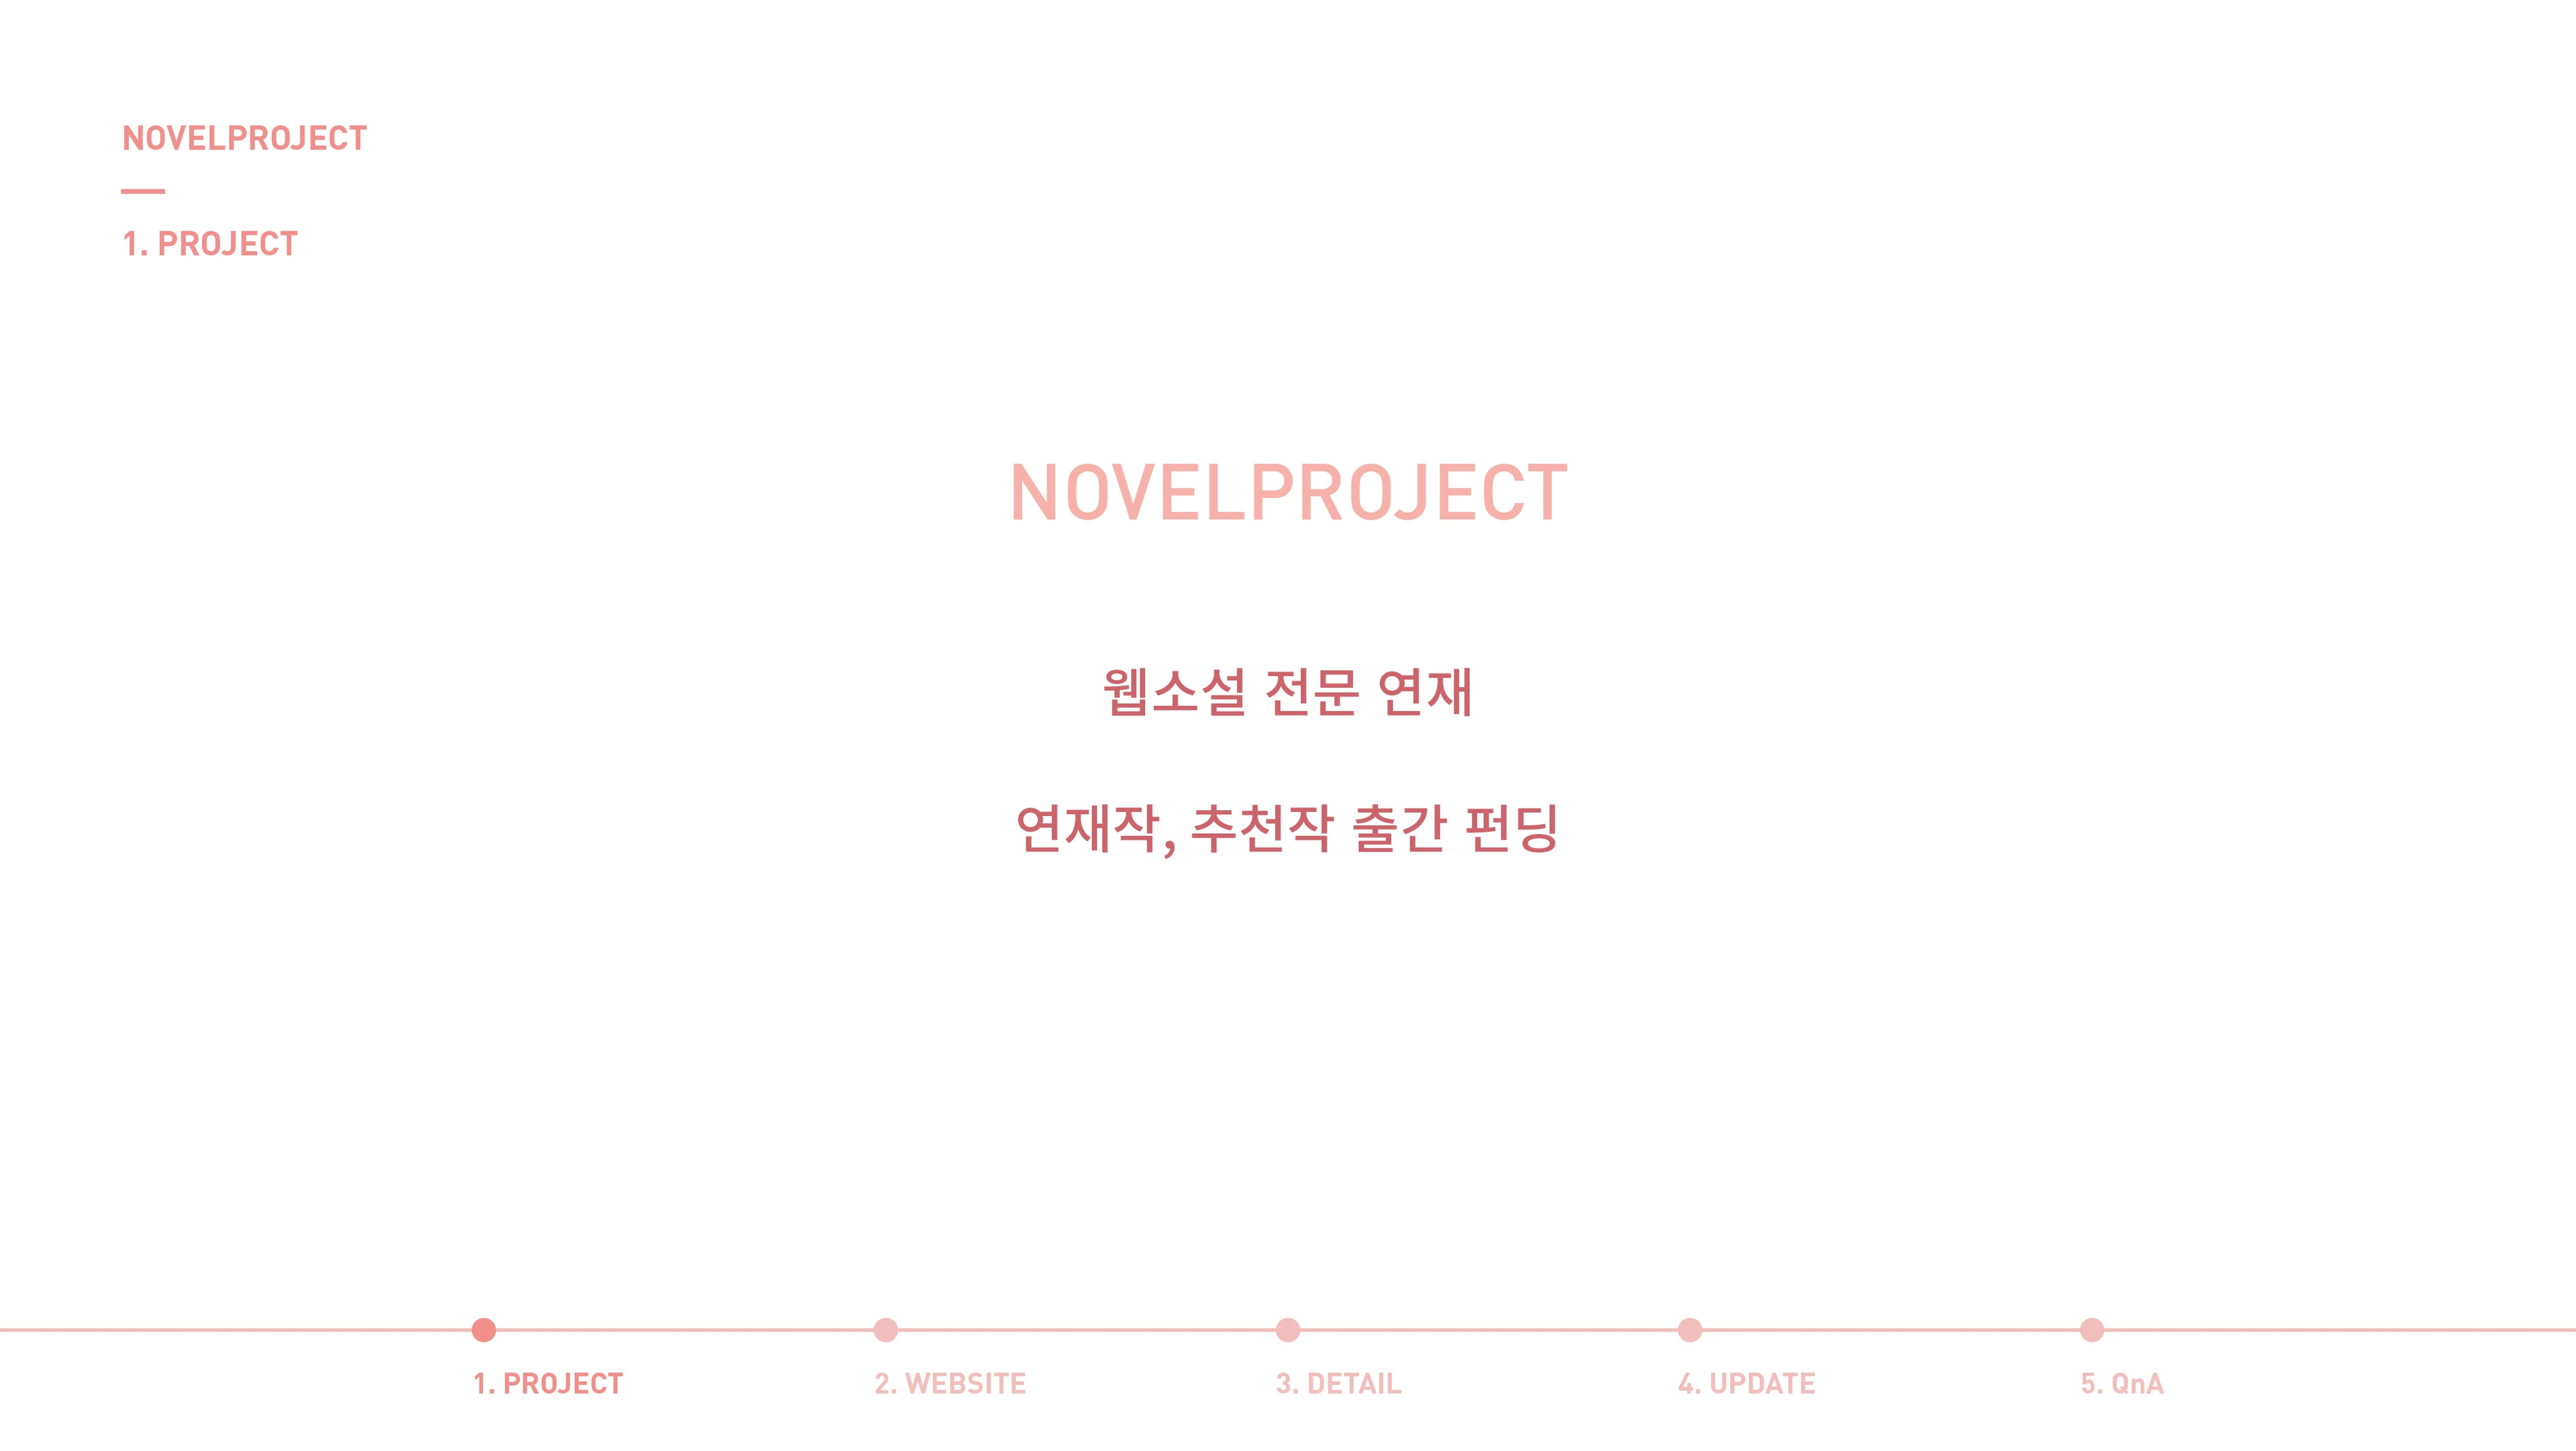 NOVELPROJECT
1. PROJECT
NOVELPROJECT
웹소설 전문 연재
연재작, 추천작 출간 펀딩
1. PROJECT
2. WEBSITE
3. DETAIL
4. UPDATE
5. QnA